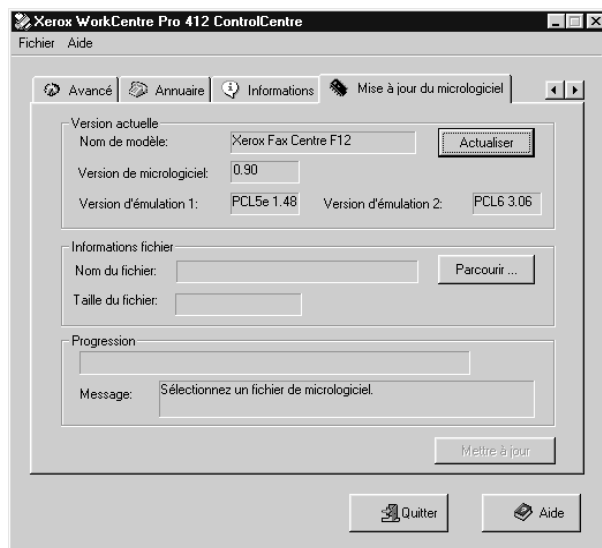 Xerox WorkCentre Pro 412 ControlCentre
Fichier Aide
Avancé Annuaire Informations Mise à jour du micrologiciel
Version actuelle
Nom de modèle: Xerox Fax Centre F12 Actualiser
Version de micrologiciel: 0.90
Version d'émulation 1: PCL5e 1.48 Version d'émulation 2: PCL6 3.06
Informations fichier
Nom du fichier: Parcourir ...
Taille du fichier:
Progression
Message: Sélectionnez un fichier de micrologiciel.
Mettre à jour
Quitter Aide